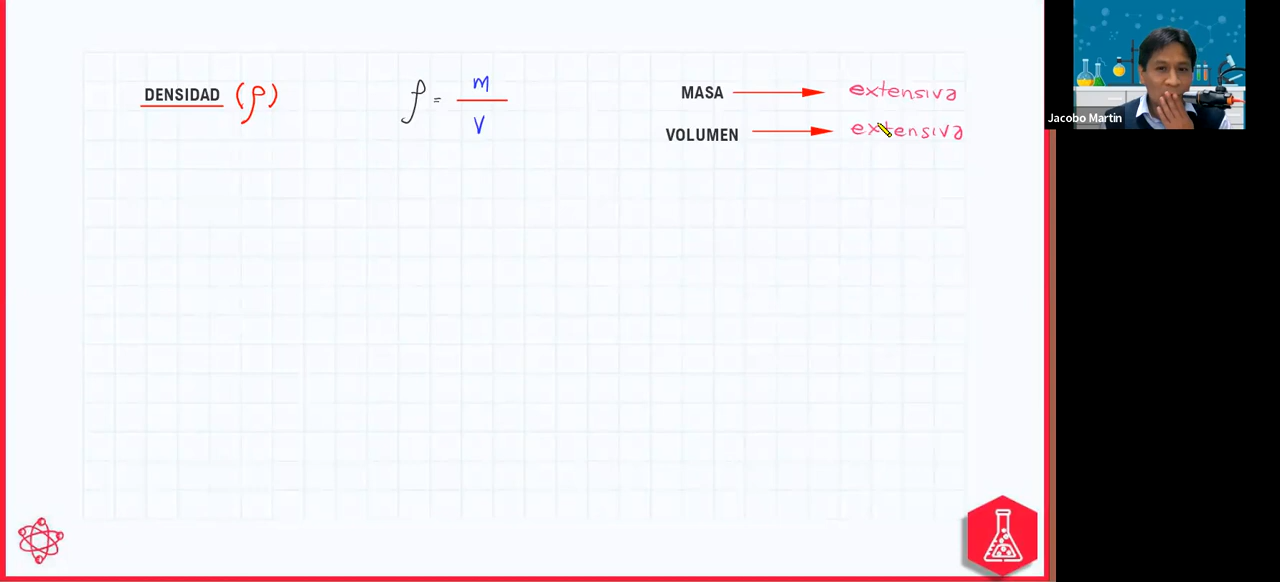 DENSIDAD (ρ)
ρ = m
V
MASA → extensiva
VOLUMEN → extensiva
Jacobo Martin